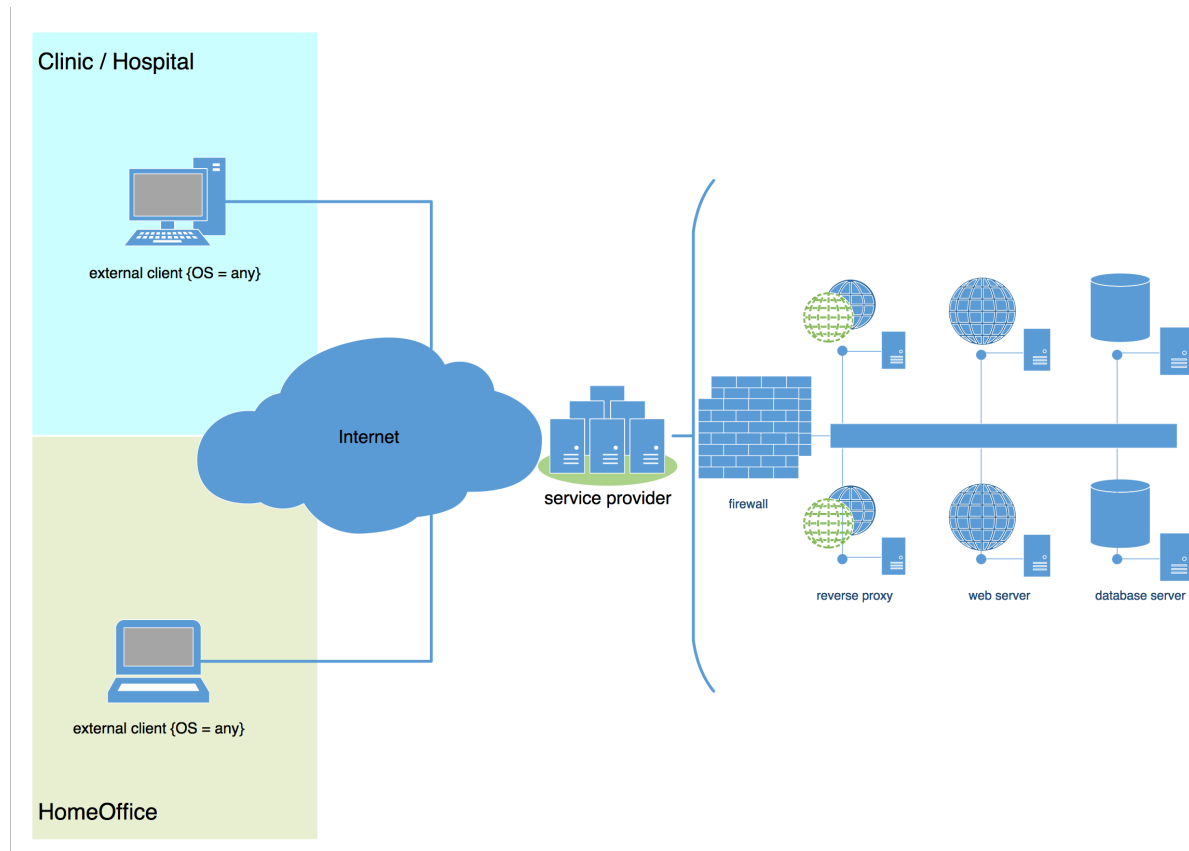 Clinic / Hospital
external client {OS = any}
Internet
service provider
firewall
reverse proxy
web server
database server
external client {OS = any}
HomeOffice